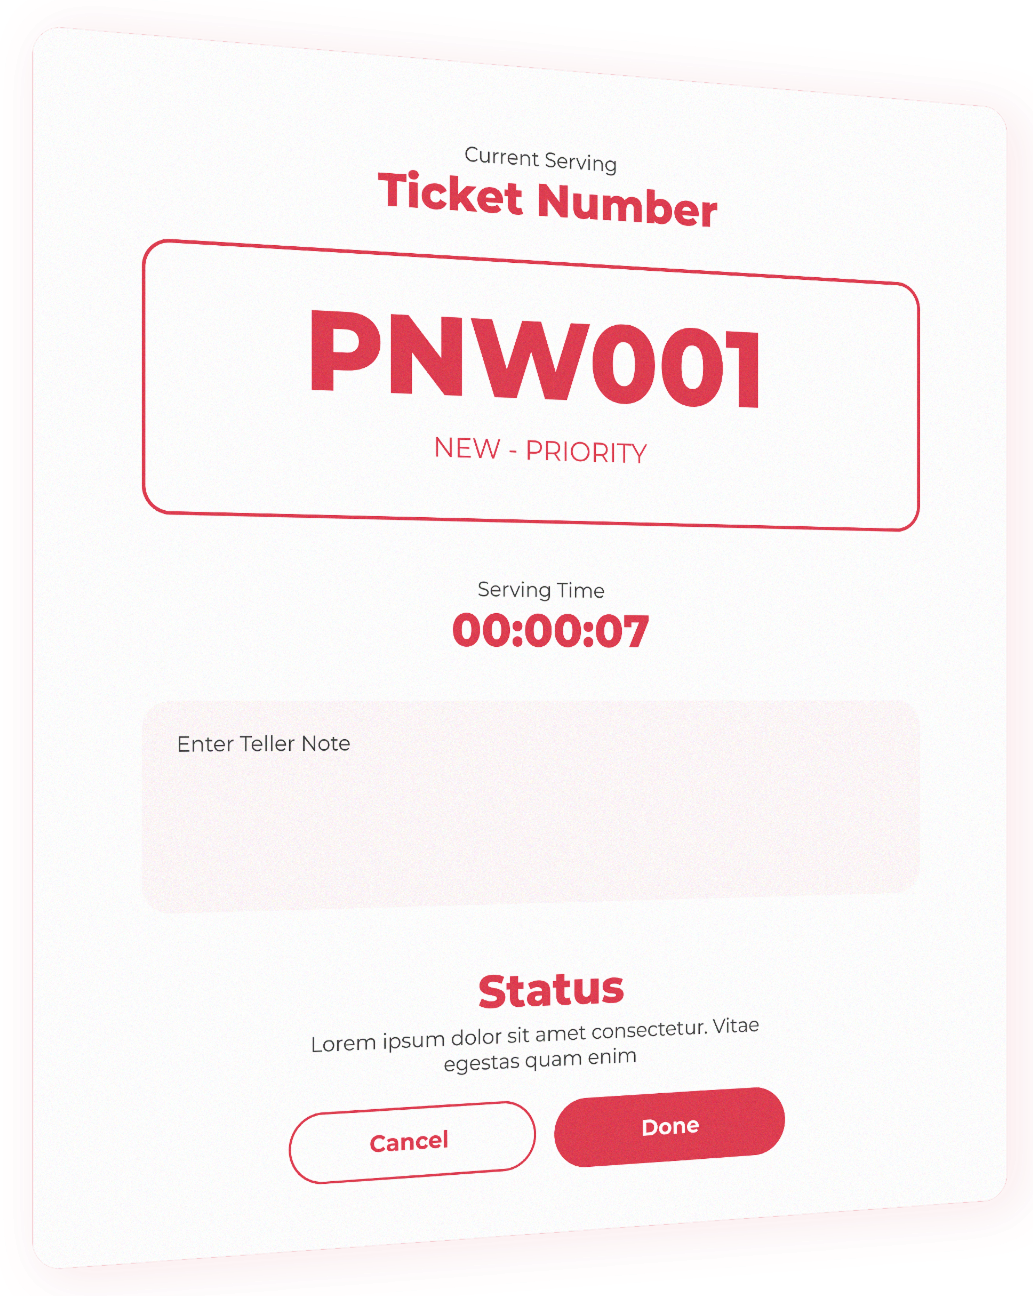 Current Serving
Ticket Number
PNW001
NEW - PRIORITY
Serving Time
00:00:07
Enter Teller Note
Status
Lorem ipsum dolor sit amet consectetur. Vitae
egestas quam enim
Cancel
Done